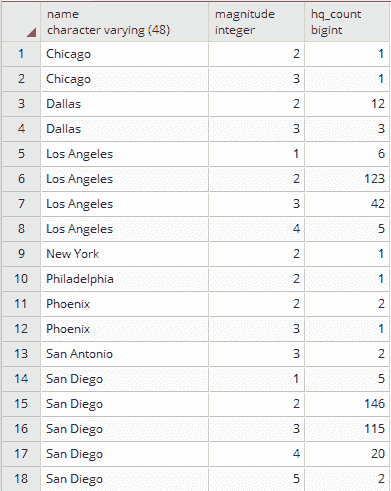 name magnitude hq_count
character varying (48) integer bigint
1 Chicago 2 1
2 Chicago 3 1
3 Dallas 2 12
4 Dallas 3 3
5 Los Angeles 1 6
6 Los Angeles 2 123
7 Los Angeles 3 42
8 Los Angeles 4 5
9 New York 2 1
10 Philadelphia 2 1
11 Phoenix 2 2
12 Phoenix 3 1
13 San Antonio 3 2
14 San Diego 1 5
15 San Diego 2 146
16 San Diego 3 115
17 San Diego 4 20
18 San Diego 5 2